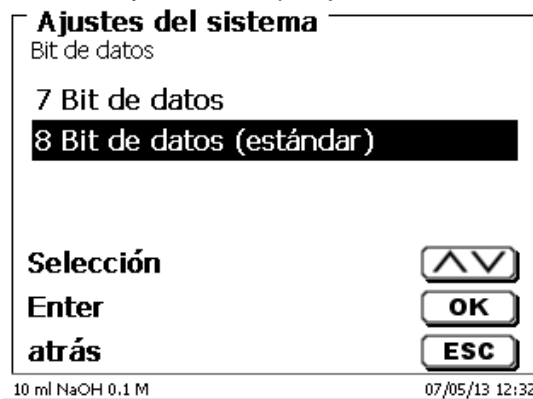 Ajustes del sistema
Bit de datos
7 Bit de datos
8 Bit de datos (estándar)
Selección
Enter OK
atrás ESC
10 ml NaOH 0.1 M 07/05/13 12:32